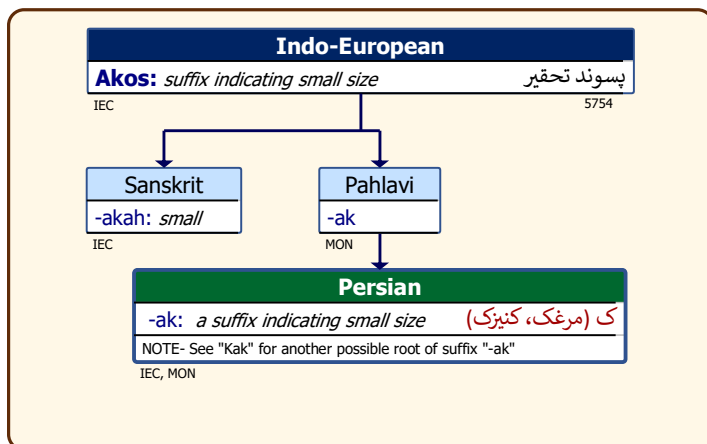 Indo-European
Akos: suffix indicating small size پسوند تحقیر
IEC 5754
Sanskrit
-akah: small
IEC
Pahlavi
-ak
MON
Persian
-ak: a suffix indicating small size ک (مرغک، کنیزک)
NOTE- See "Kak" for another possible root of suffix "-ak"
IEC, MON